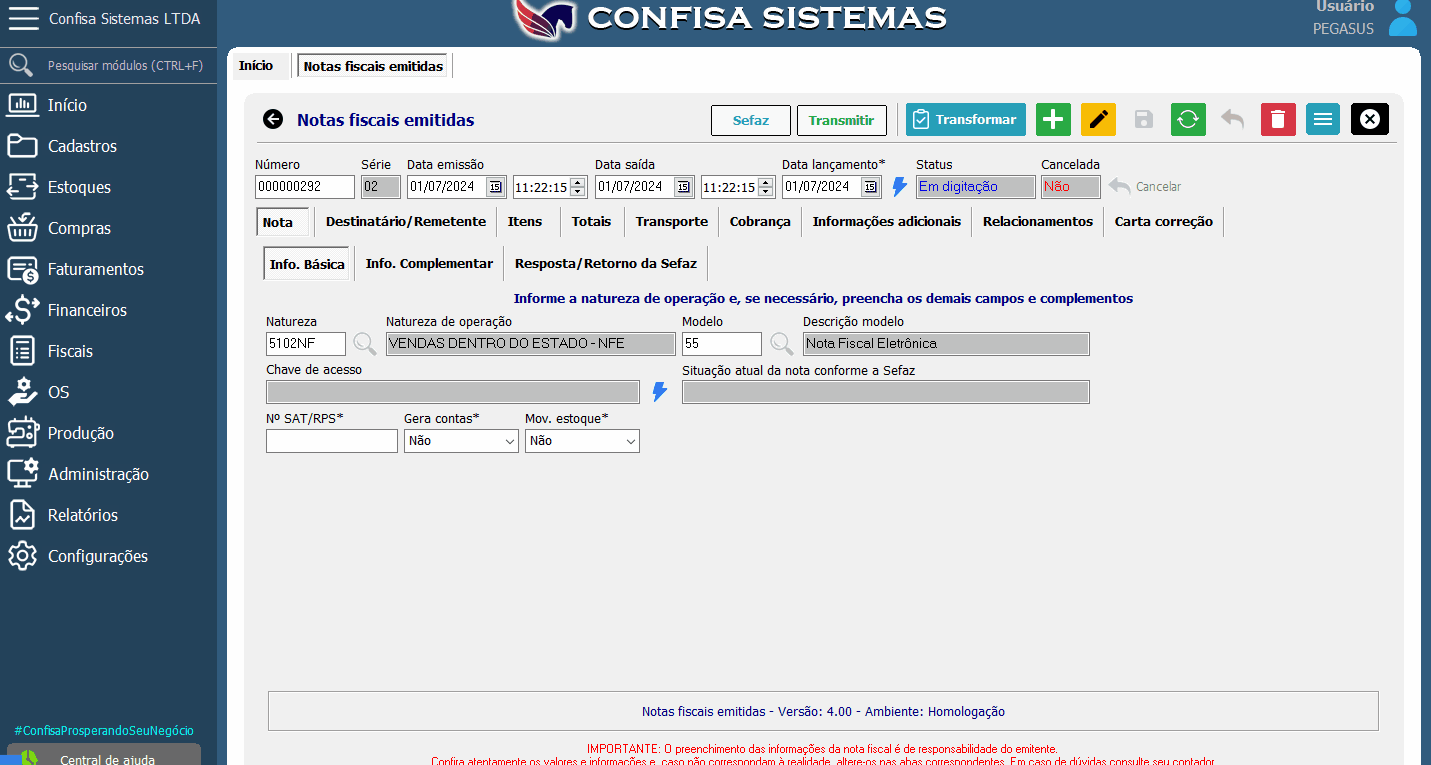 Confisa Sistemas LTDA
CONFISA SISTEMAS
Usuário
PEGASUS
Pesquisar módulos (CTRL+F)
Início
Cadastros
Estoques
Compras
Faturamentos
Financeiros
Fiscais
OS
Produção
Administração
Relatórios
Configurações
#ConfisaProsperandoSeuNegócio
Central de ajuda
Início Notas fiscais emitidas
Notas fiscais emitidas Sefaz Transmitir Transformar
Número Série Data emissão Data saída Data lançamento* Status Cancelada
000000292 02 01/07/2024 15 11:22:15 01/07/2024 15 11:22:15 01/07/2024 15 Em digitação Não Cancelar
Nota Destinatário/Remetente Itens Totais Transporte Cobrança Informações adicionais Relacionamentos Carta correção
Info. Básica Info. Complementar Resposta/Retorno da Sefaz
Informe a natureza de operação e, se necessário, preencha os demais campos e complementos
Natureza Natureza de operação Modelo Descrição modelo
5102NF VENDAS DENTRO DO ESTADO - NFE 55 Nota Fiscal Eletrônica
Chave de acesso Situação atual da nota conforme a Sefaz
Nº SAT/RPS* Gera contas* Mov. estoque*
Não Não
Notas fiscais emitidas - Versão: 4.00 - Ambiente: Homologação
IMPORTANTE: O preenchimento das informações da nota fiscal é de responsabilidade do emitente.
Confira atentamente os valores e informações e, caso não correspondam à realidade, altere-os nas abas correspondentes. Em caso de dúvidas consulte seu contador.